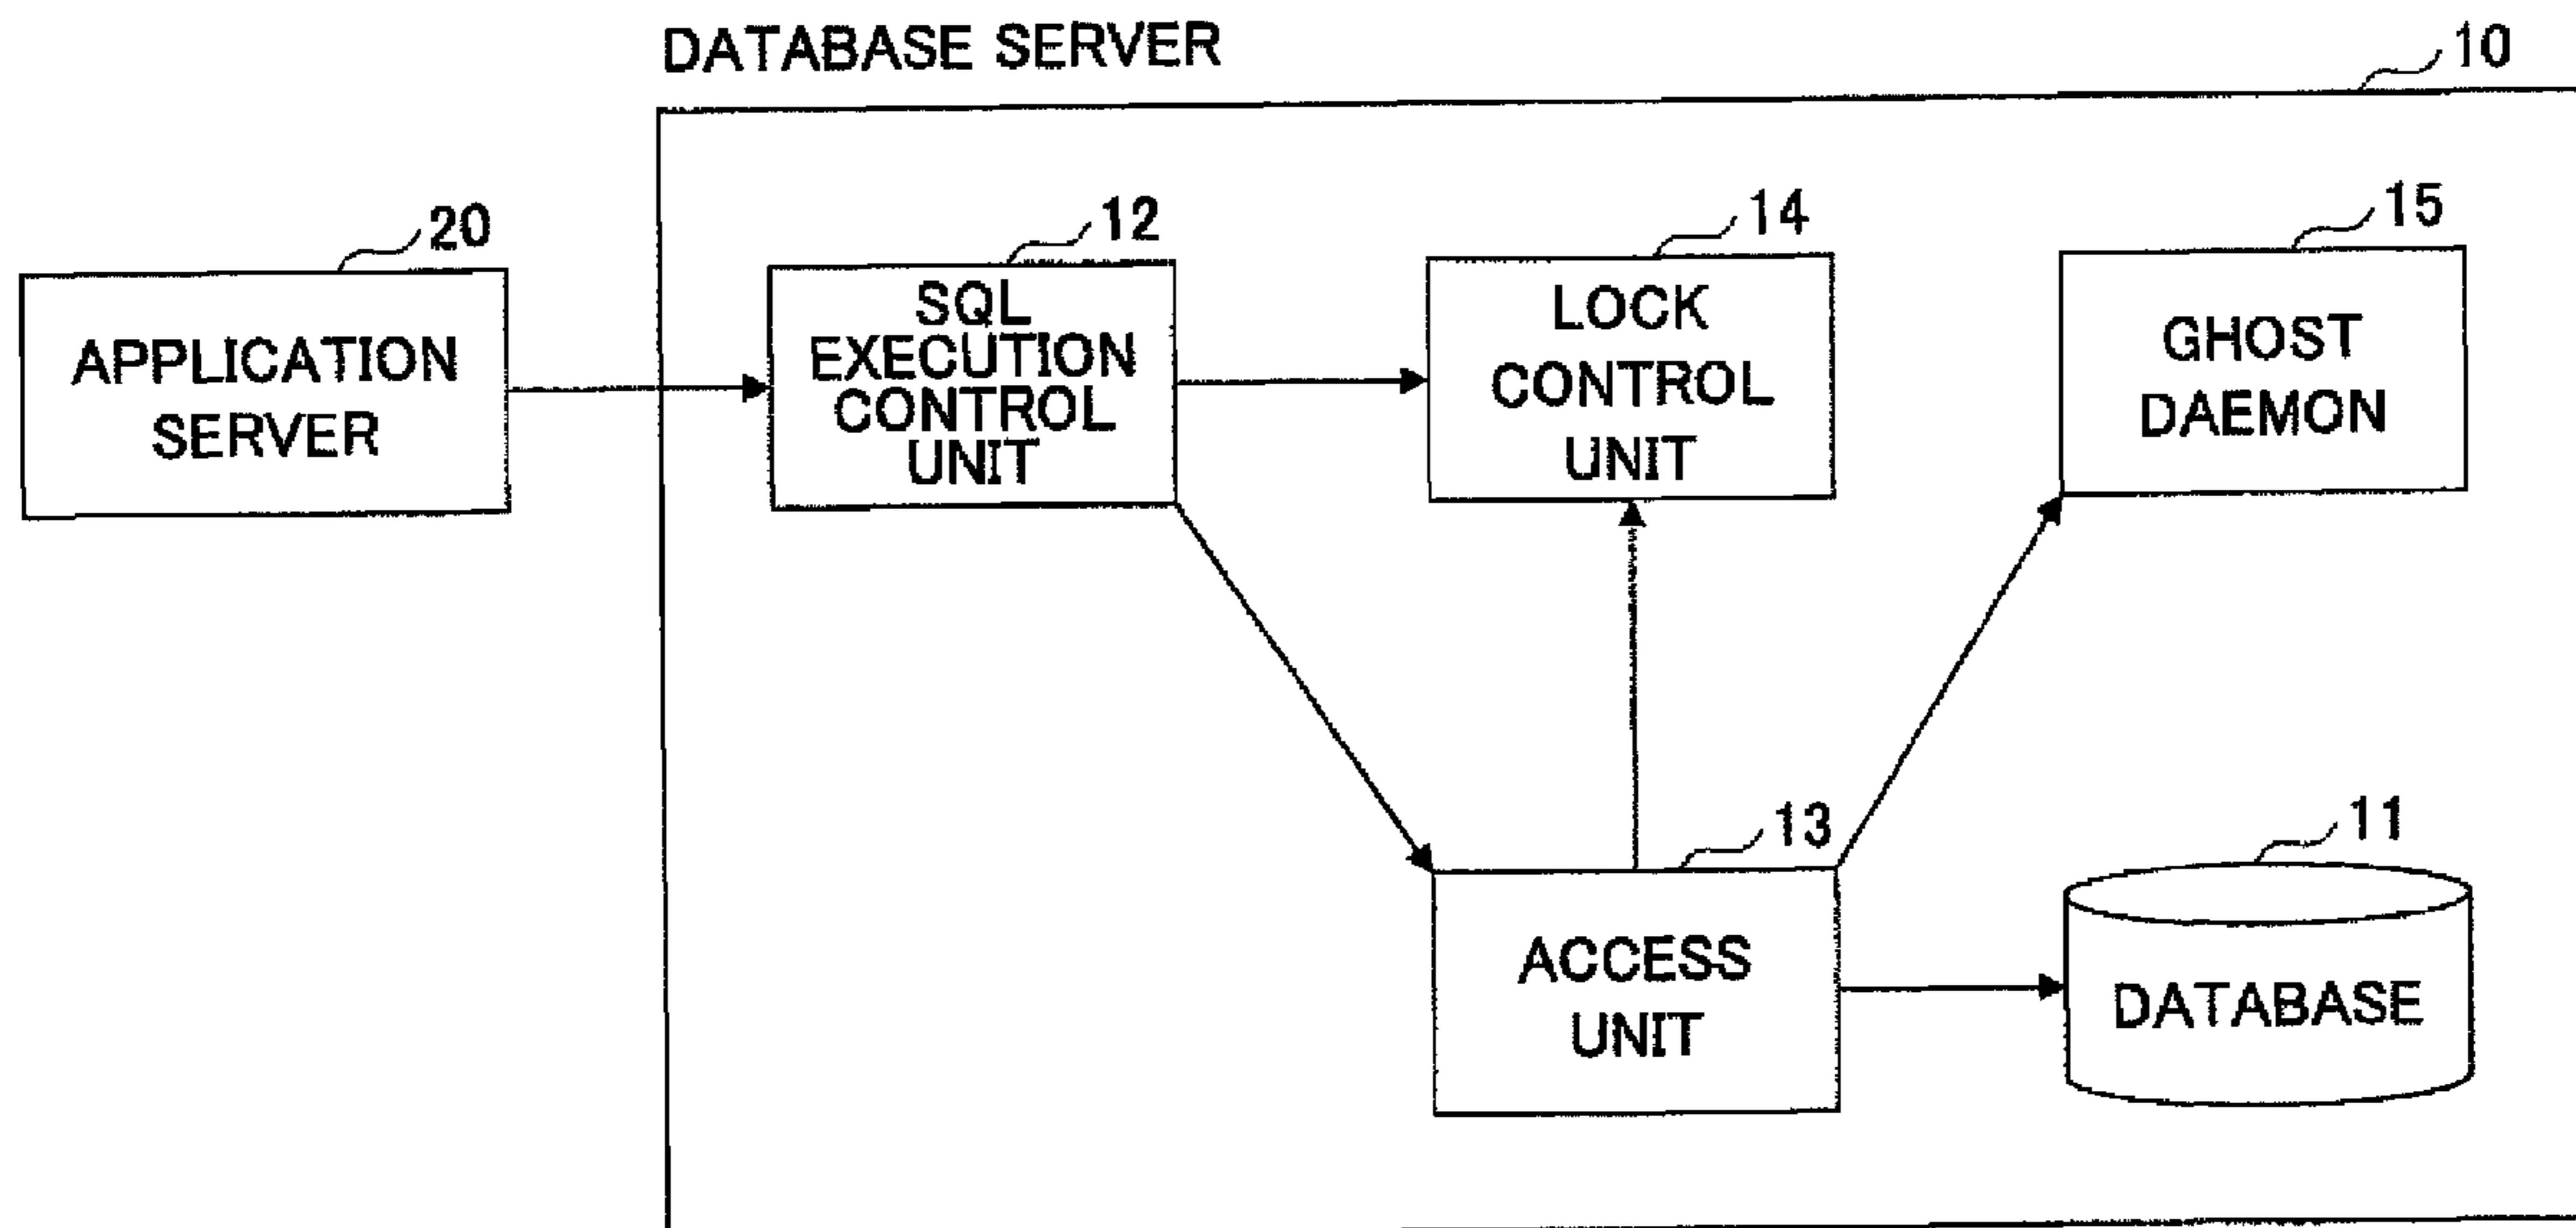 DATABASE SERVER
10
20
APPLICATION
SERVER
12
SQL
EXECUTION
CONTROL
UNIT
14
LOCK
CONTROL
UNIT
15
GHOST
DAEMON
13
ACCESS
UNIT
11
DATABASE